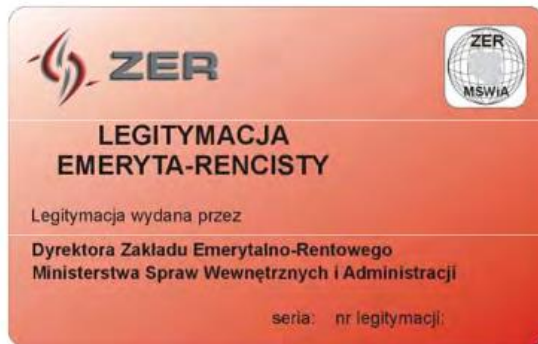 ZER
ZER
MSWiA
LEGITYMACJA
EMERYTA-RENCISTY
Legitymacja wydana przez
Dyrektora Zakładu Emerytalno-Rentowego
Ministerstwa Spraw Wewnętrznych i Administracji
seria: nr legitymacji: